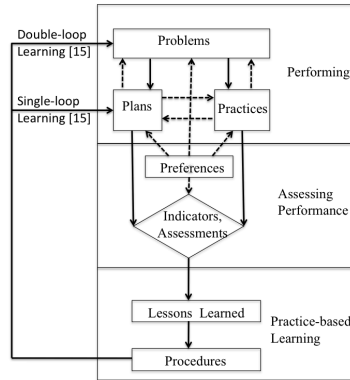 Double-loop
Learning [15]
Problems
Performing
Single-loop
Learning [15]
Plans
Practices
Preferences
Assessing
Performance
Indicators,
Assessments
Lessons Learned
Practice-based
Learning
Procedures